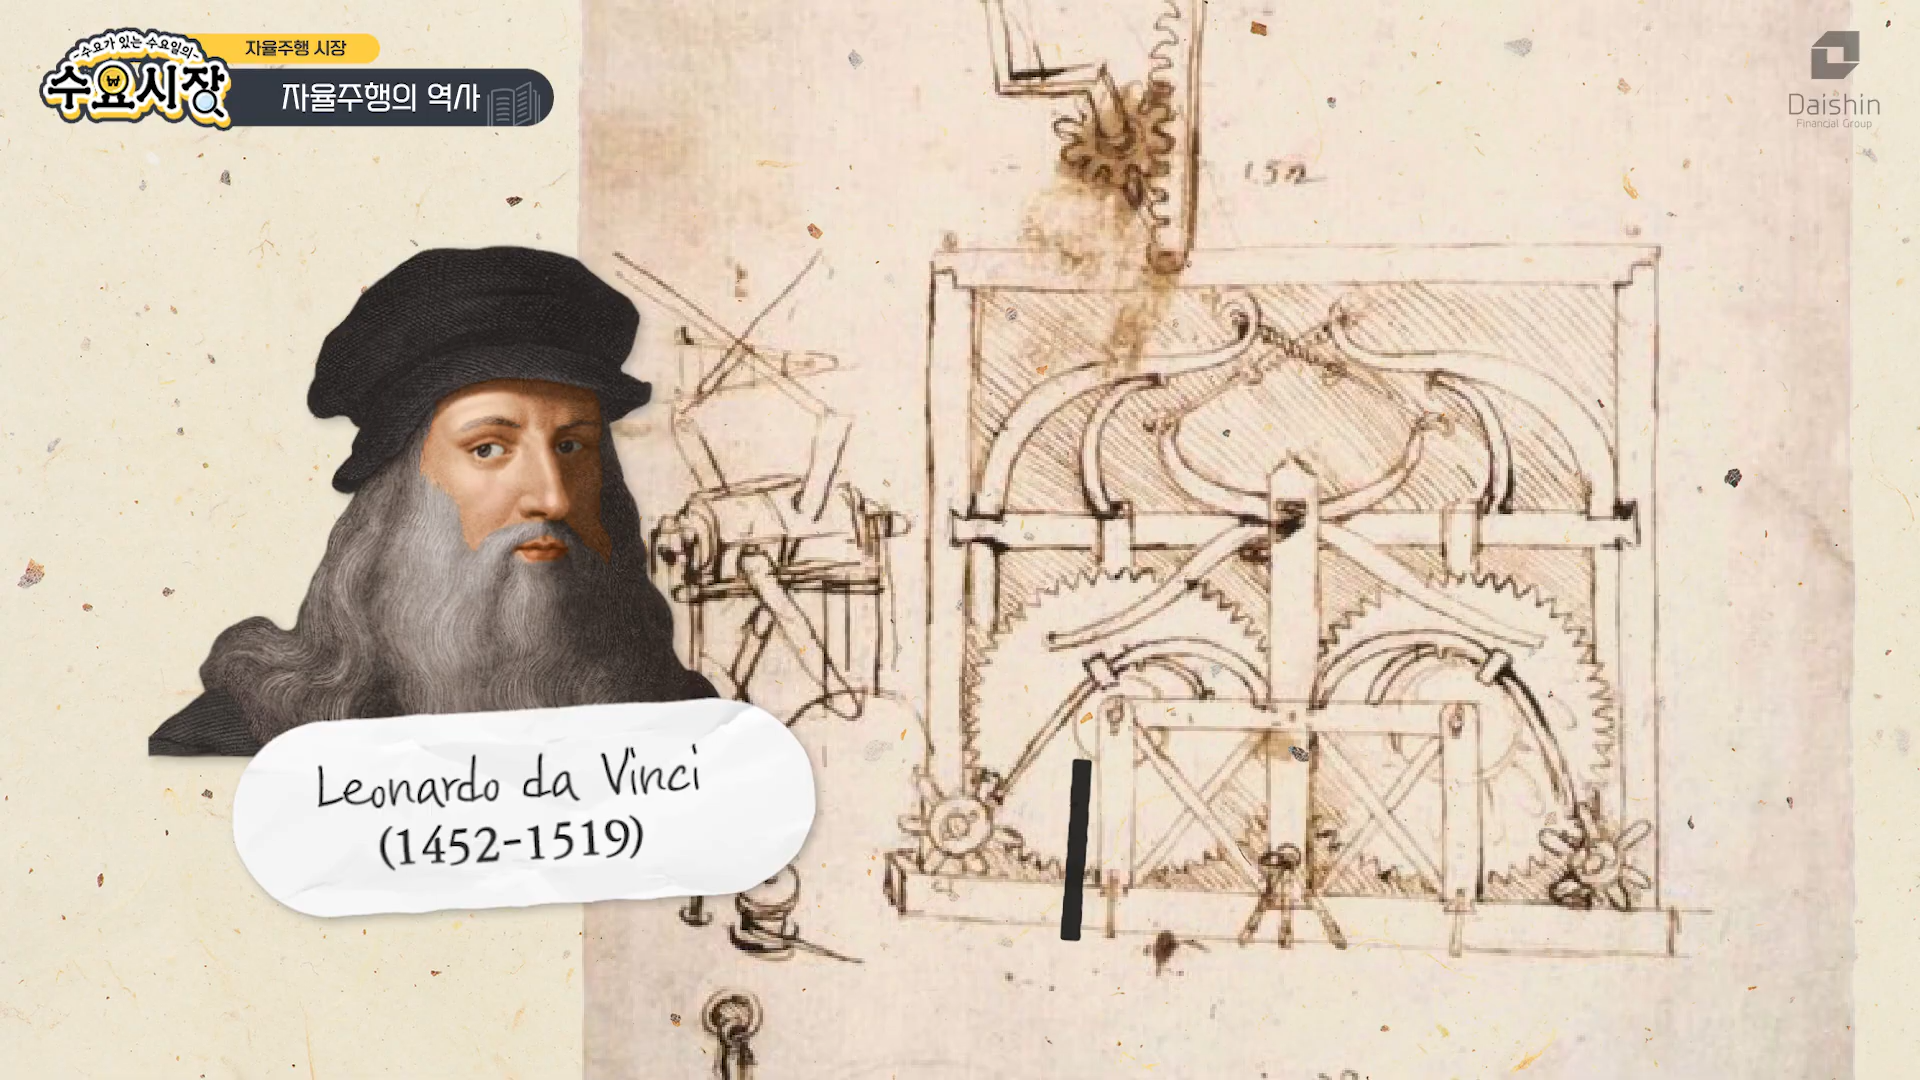 -수요가 있는 수요일의-
수요시장
자율주행 시장
자율주행의 역사
Daishin
Financial Group
Leonardo da Vinci
(1452-1519)